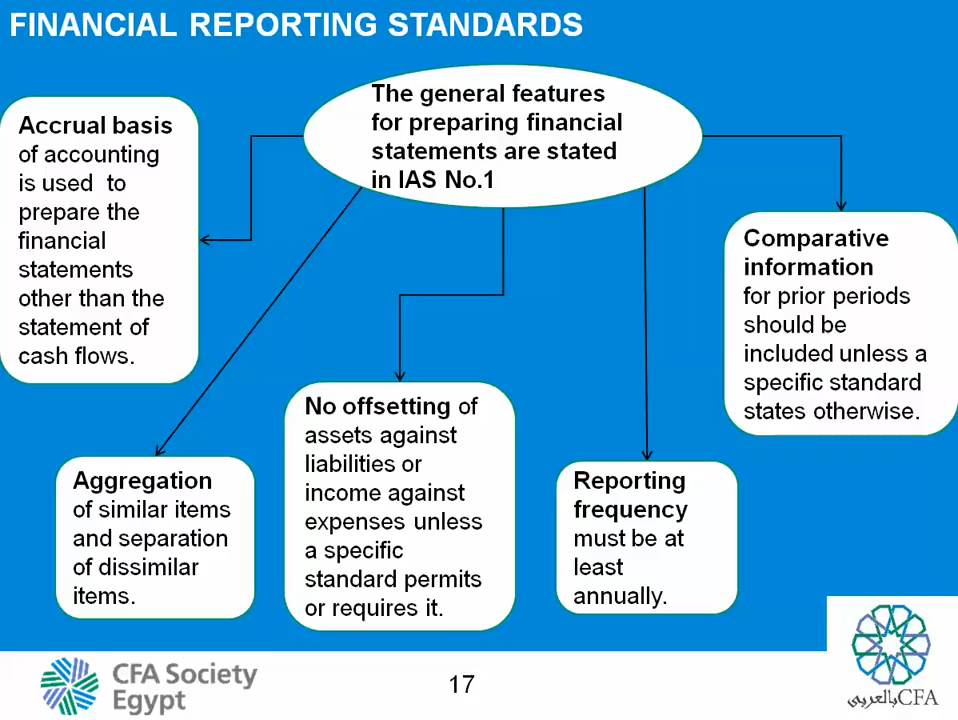 FINANCIAL REPORTING STANDARDS
The general features
for preparing financial
statements are stated
in IAS No.1
Accrual basis
of accounting
is used to
prepare the
financial
statements
other than the
statement of
cash flows.
Aggregation
of similar items
and separation
of dissimilar
items.
No offsetting of
assets against
liabilities or
income against
expenses unless
a specific
standard permits
or requires it.
Reporting
frequency
must be at
least
annually.
Comparative
information
for prior periods
should be
included unless a
specific standard
states otherwise.
CFA Society
Egypt
17
CFA بالعربي